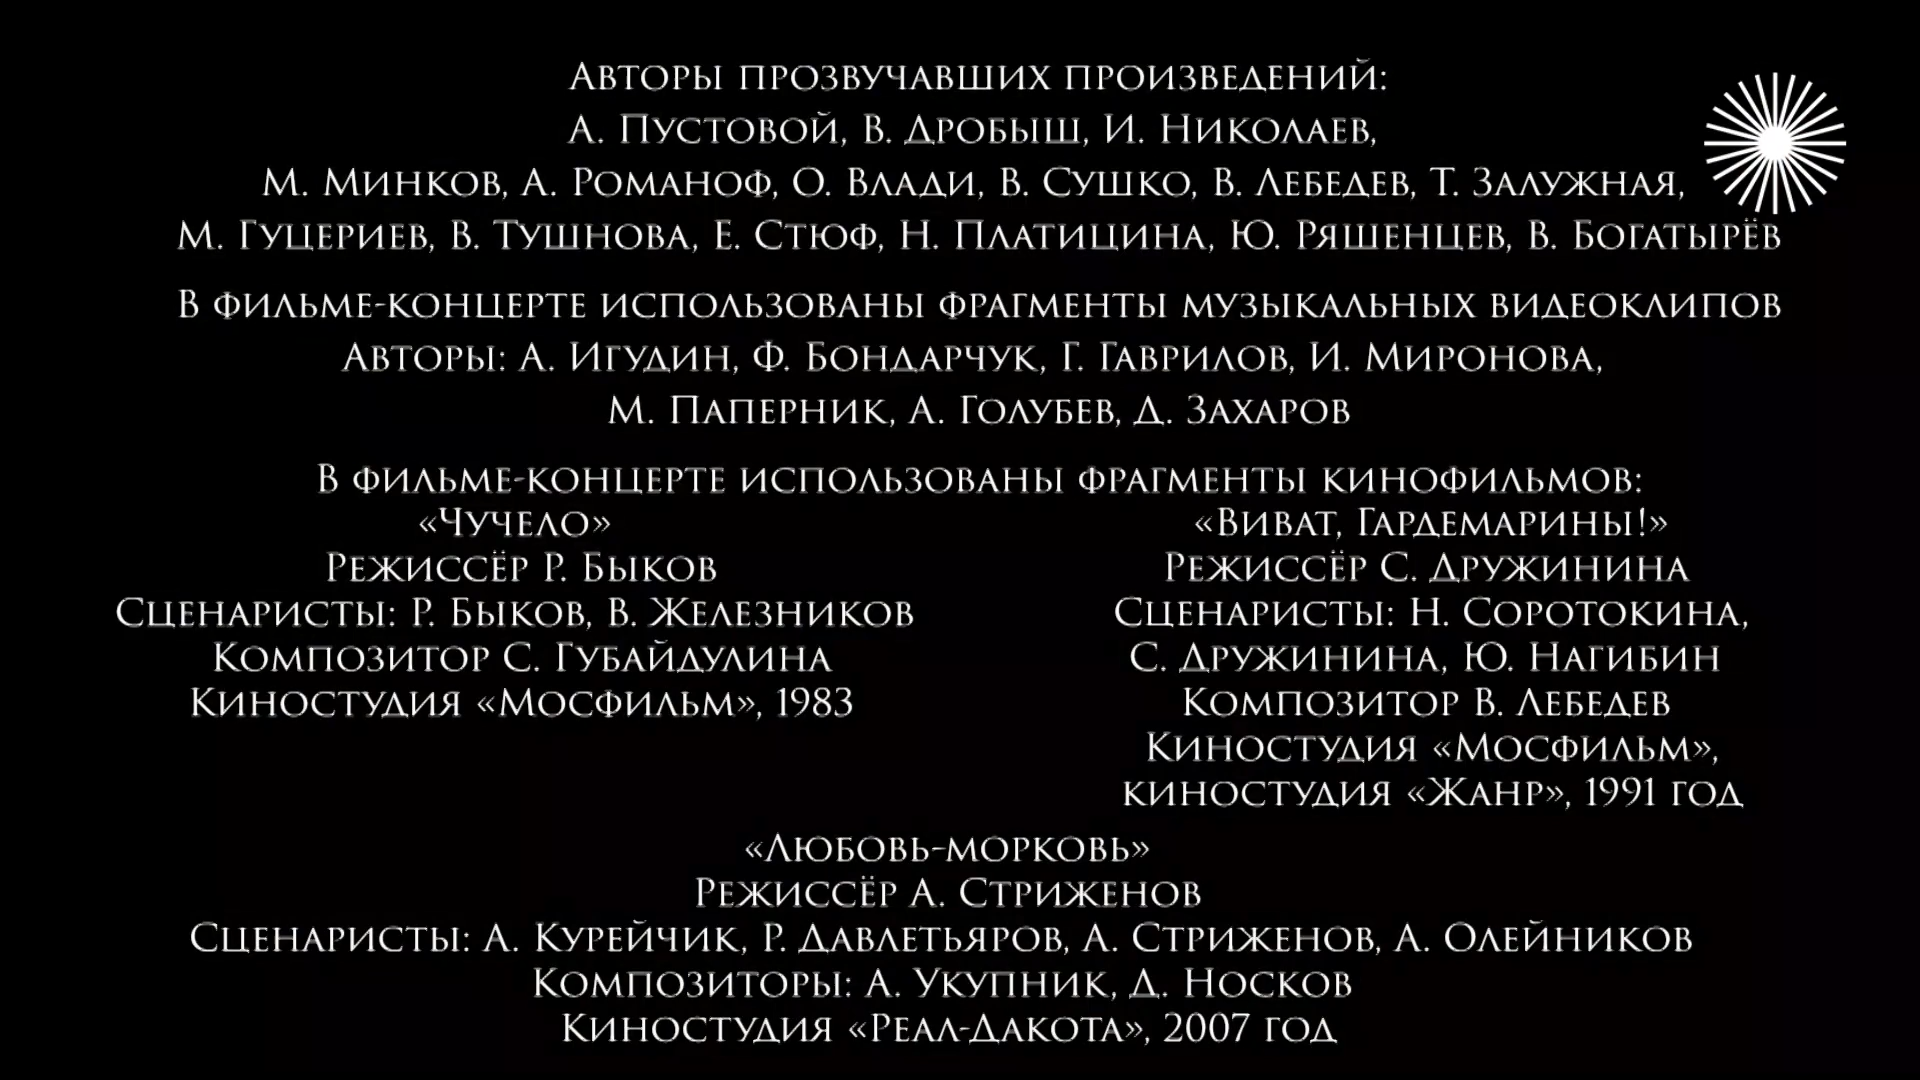 Авторы прозвучавших произведений:
А. Пустовой, В. Дробыш, И. Николаев,
М. Минков, А. Романоф, О. Влади, В. Сушко, В. Лебедев, Т. Залужная,
М. Гуцериев, В. Тушнова, Е. Стюф, Н. Платицина, Ю. Ряшенцев, В. Богатырёв
В фильме-концерте использованы фрагменты музыкальных видеоклипов
Авторы: А. Игудин, Ф. Бондарчук, Г. Гаврилов, И. Миронова,
М. Паперник, А. Голубев, Д. Захаров
В фильме-концерте использованы фрагменты кинофильмов:
«Чучело»
Режиссёр Р. Быков
Сценаристы: Р. Быков, В. Железников
Композитор С. Губайдулина
Киностудия «Мосфильм», 1983
«Виват, Гардемарины!»
Режиссёр С. Дружинина
Сценаристы: Н. Соротокина,
С. Дружинина, Ю. Нагибин
Композитор В. Лебедев
Киностудия «Мосфильм»,
киностудия «Жанр», 1991 год
«Любовь-морковь»
Режиссёр А. Стриженов
Сценаристы: А. Курейчик, Р. Давлетьяров, А. Стриженов, А. Олейников
Композиторы: А. Укупник, Д. Носков
Киностудия «Реал-Дакота», 2007 год